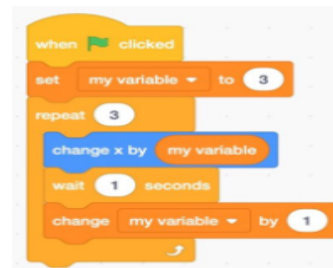 when clicked
set my variable to 3
repeat 3
change x by my variable
wait 1 seconds
change my variable by 1